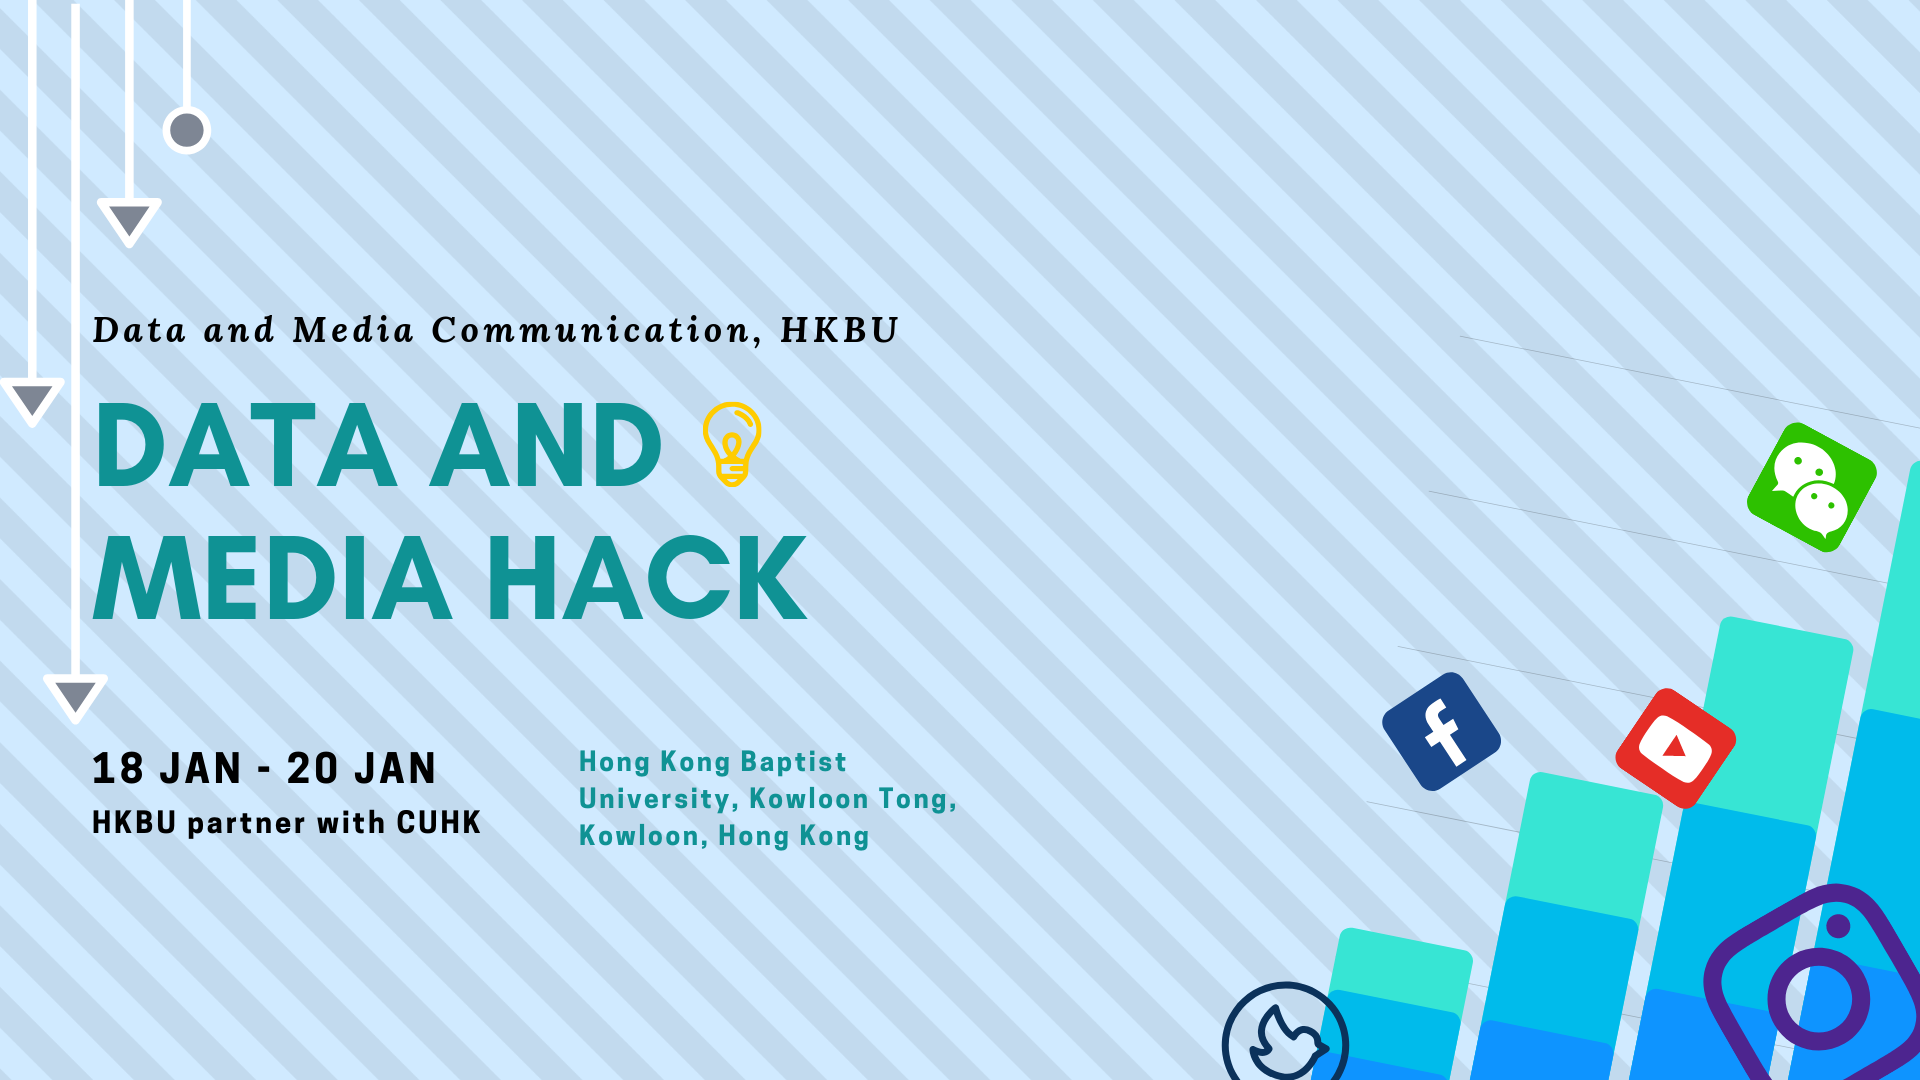 Data and Media Communication, HKBU
DATA AND
MEDIA HACK
18 JAN - 20 JAN
HKBU partner with CUHK
Hong Kong Baptist
University, Kowloon Tong,
Kowloon, Hong Kong